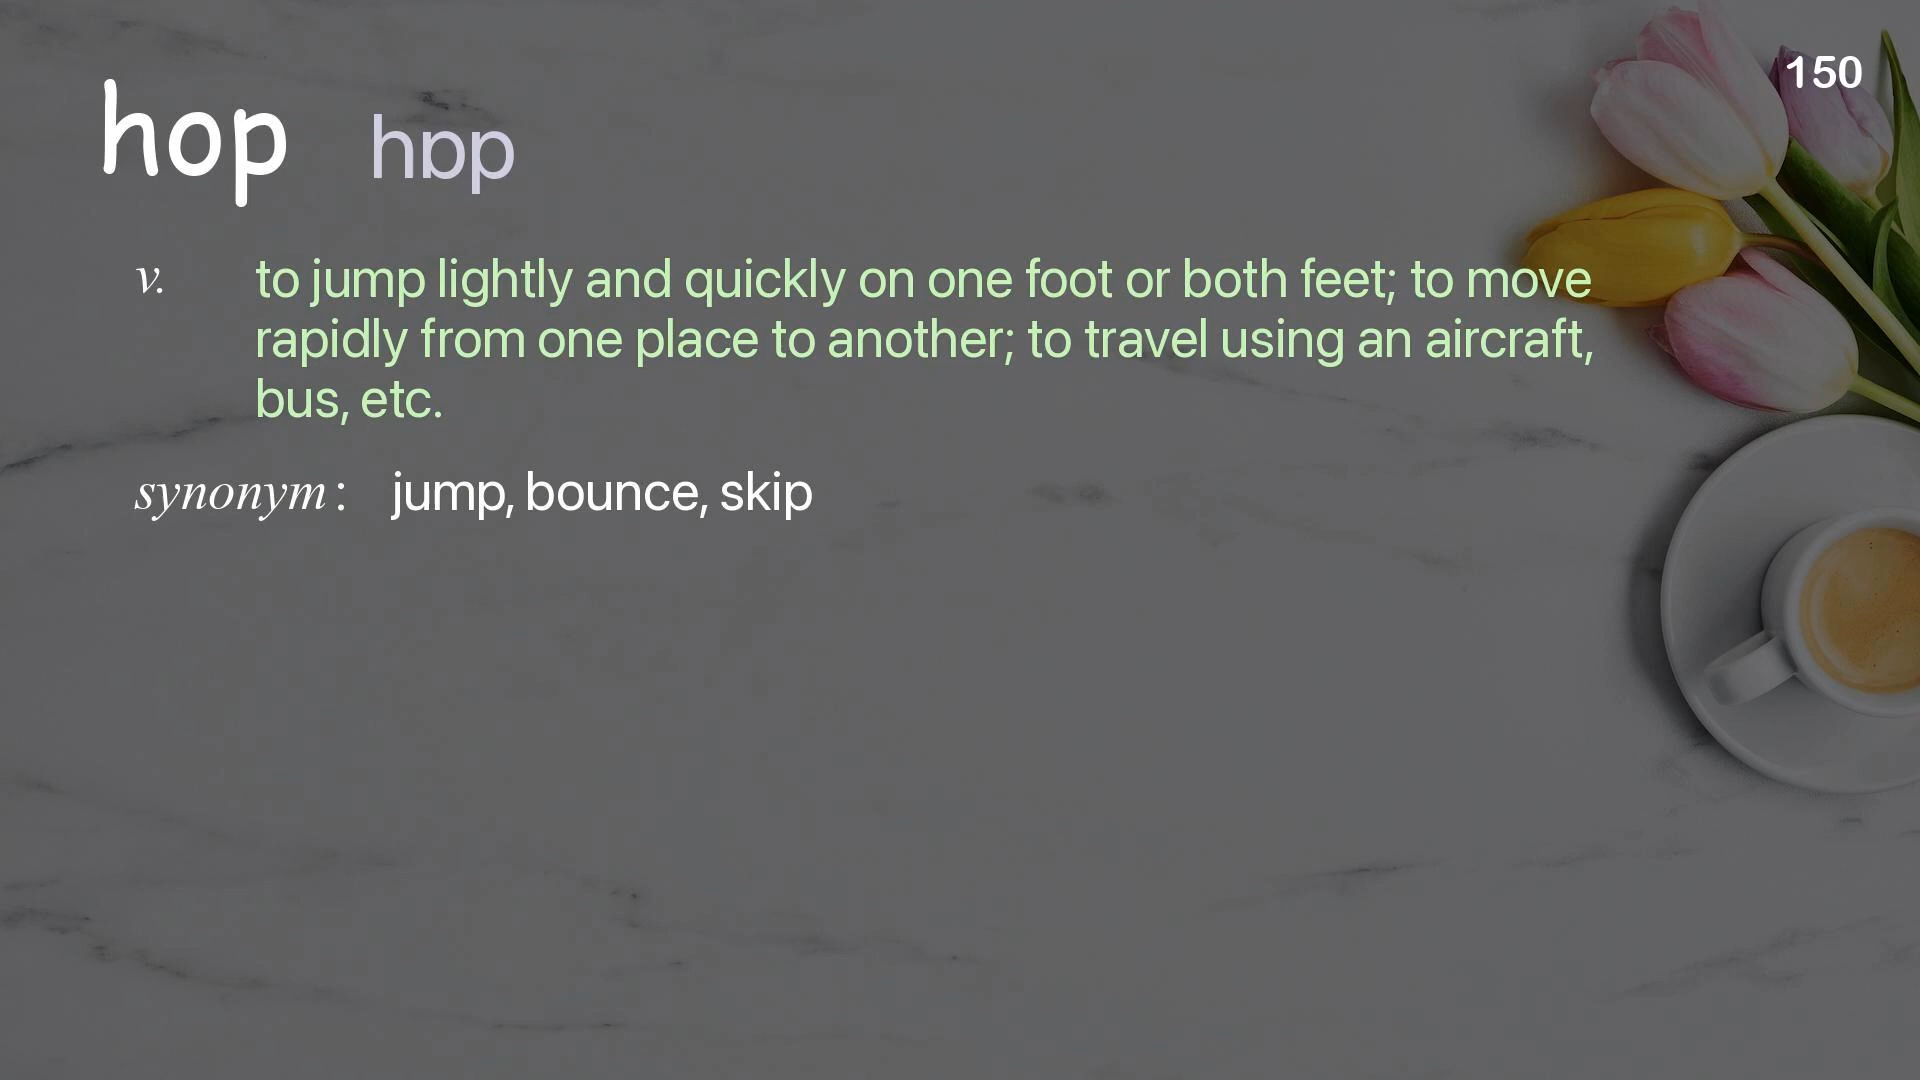 150
hop hɒp
v. to jump lightly and quickly on one foot or both feet; to move
rapidly from one place to another; to travel using an aircraft,
bus, etc.
synonym : jump, bounce, skip